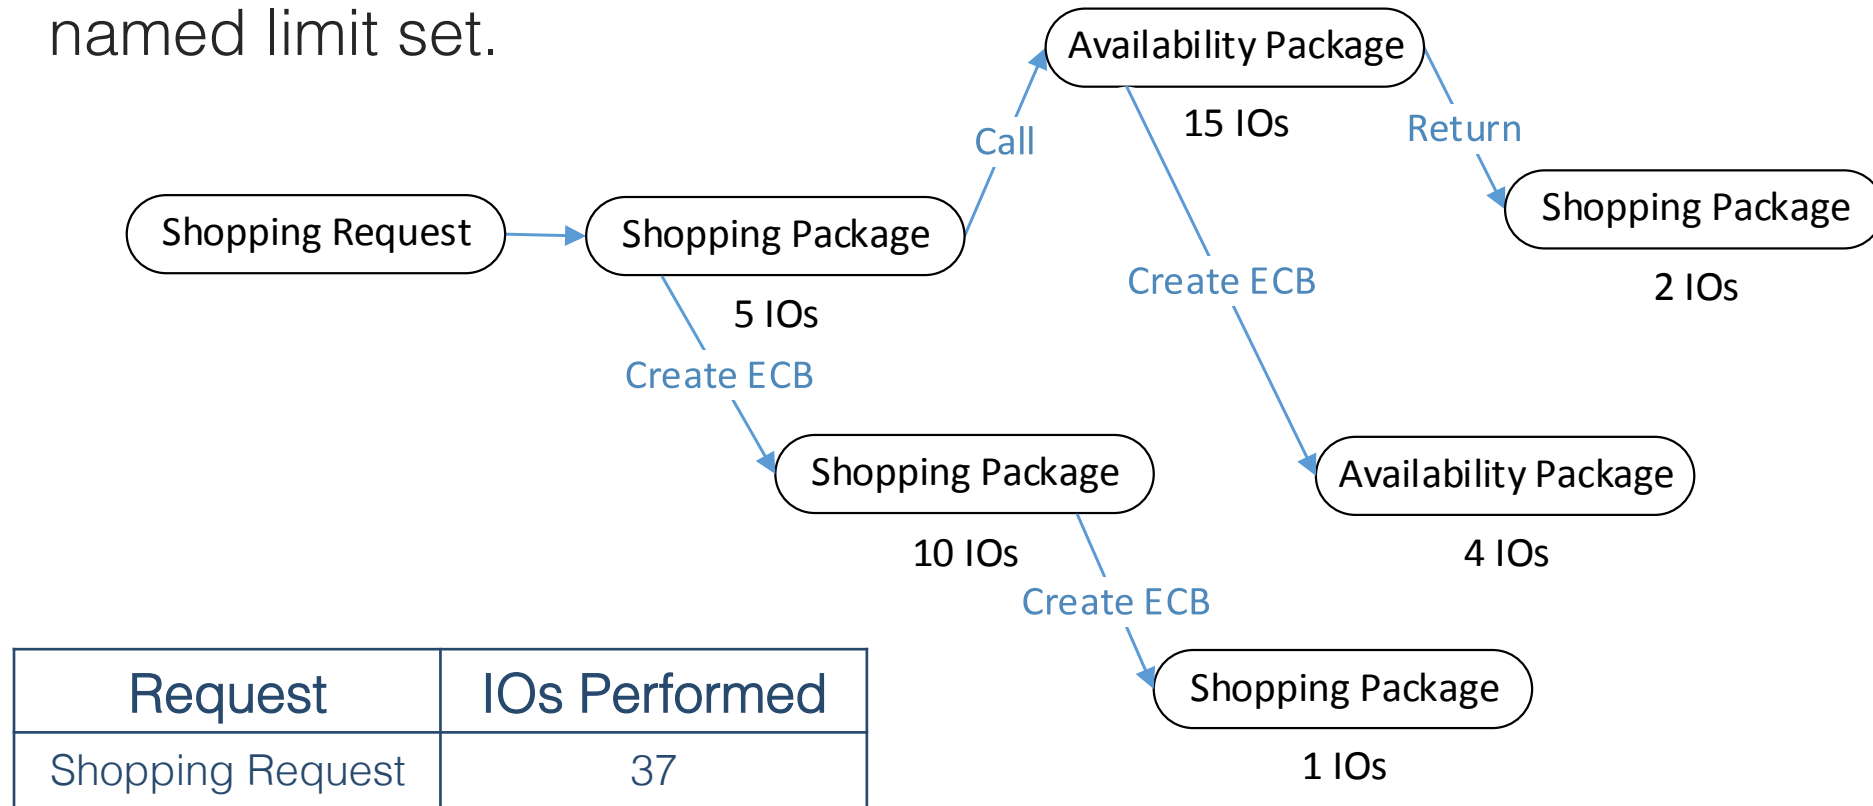 named limit set.
Availability Package
15 IOs
Call
Return
Shopping Request
Shopping Package
5 IOs
Shopping Package
2 IOs
Create ECB
Create ECB
Shopping Package
10 IOs
Availability Package
4 IOs
Create ECB
Shopping Package
1 IOs
Request IOs Performed
Shopping Request 37